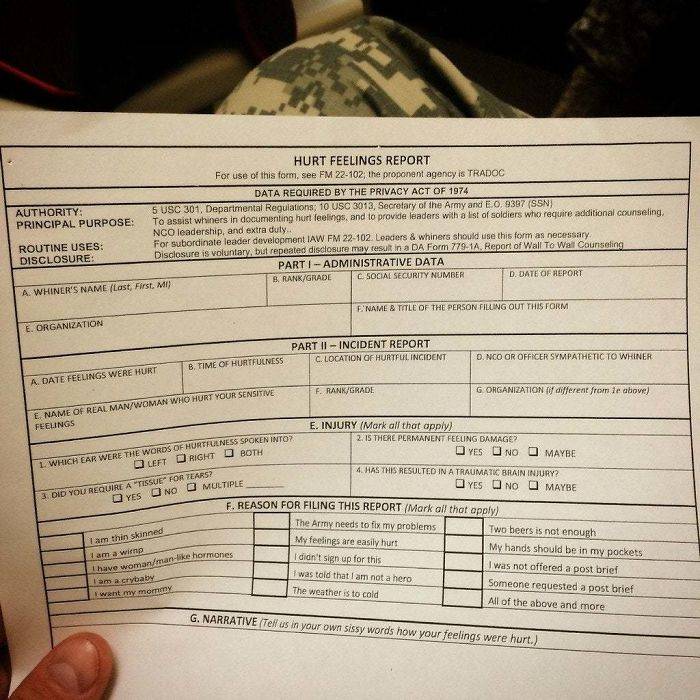 HURT FEELINGS REPORT
For use of this form, see FM 22-102; the proponent agency is TRADOC
DATA REQUIRED BY THE PRIVACY ACT OF 1974
AUTHORITY: 5 USC 301, Departmental Regulations; 10 USC 3013, Secretary of the Army and E.O. 9397 (SSN)
PRINCIPAL PURPOSE: To assist whiners in documenting hurt feelings, and to provide leaders with a list of soldiers who require additional counseling,
NCO leadership, and extra duty..
ROUTINE USES: For subordinate leader development IAW FM 22-102. Leaders & whiners should use this form as necessary.
DISCLOSURE: Disclosure is voluntary, but repeated disclosure may result in a DA Form 779-1A, Report of Wall To Wall Counseling
PART I – ADMINISTRATIVE DATA
A. WHINER'S NAME (Last, First, MI)
B. RANK/GRADE
C. SOCIAL SECURITY NUMBER
D. DATE OF REPORT
E. ORGANIZATION
F. NAME & TITLE OF THE PERSON FILLING OUT THIS FORM
PART II – INCIDENT REPORT
A. DATE FEELINGS WERE HURT
B. TIME OF HURTFULNESS
C. LOCATION OF HURTFUL INCIDENT
D. NCO OR OFFICER SYMPATHETIC TO WHINER
E. NAME OF REAL MAN/WOMAN WHO HURT YOUR SENSITIVE
FEELINGS
F. RANK/GRADE
G. ORGANIZATION (if different from 1e above)
E. INJURY (Mark all that apply)
1. WHICH EAR WERE THE WORDS OF HURTFULNESS SPOKEN INTO?
☐ LEFT ☐ RIGHT ☐ BOTH
2. IS THERE PERMANENT FEELING DAMAGE?
☐ YES ☐ NO ☐ MAYBE
3. DID YOU REQUIRE A "TISSUE" FOR TEARS?
☐ YES ☐ NO ☐ MULTIPLE ________
4. HAS THIS RESULTED IN A TRAUMATIC BRAIN INJURY?
☐ YES ☐ NO ☐ MAYBE
F. REASON FOR FILING THIS REPORT (Mark all that apply)
I am thin skinned
The Army needs to fix my problems
Two beers is not enough
I am a wimp
My feelings are easily hurt
My hands should be in my pockets
I have woman/man-like hormones
I didn't sign up for this
I was not offered a post brief
I am a crybaby
I was told that I am not a hero
Someone requested a post brief
I want my mommy
The weather is to cold
All of the above and more
G. NARRATIVE (Tell us in your own sissy words how your feelings were hurt.)